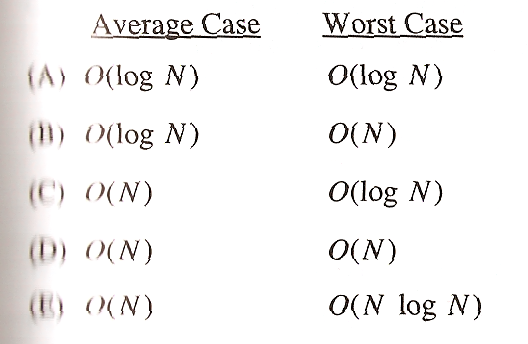 Average Case Worst Case
(A) O(log N) O(log N)
(B) O(log N) O(N)
(C) O(N) O(log N)
(D) O(N) O(N)
(E) O(N) O(N log N)